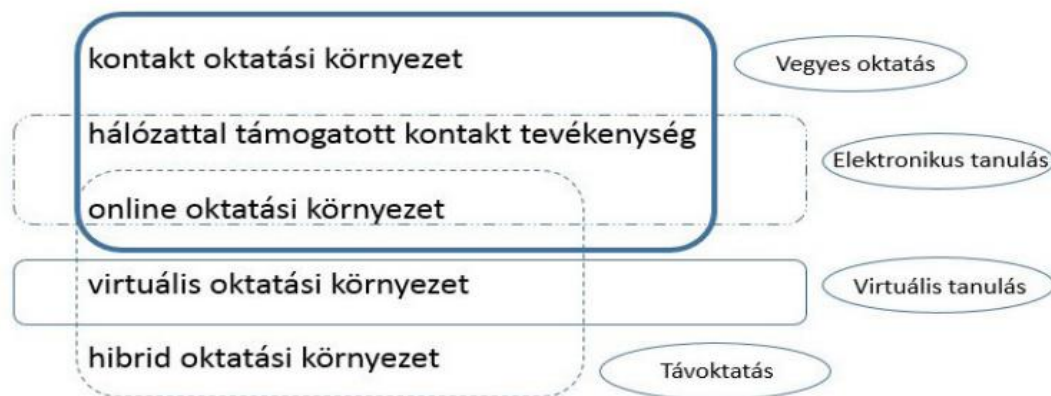 kontakt oktatási környezet
Vegyes oktatás
hálózattal támogatott kontakt tevékenység
Elektronikus tanulás
online oktatási környezet
virtuális oktatási környezet
Virtuális tanulás
hibrid oktatási környezet
Távoktatás